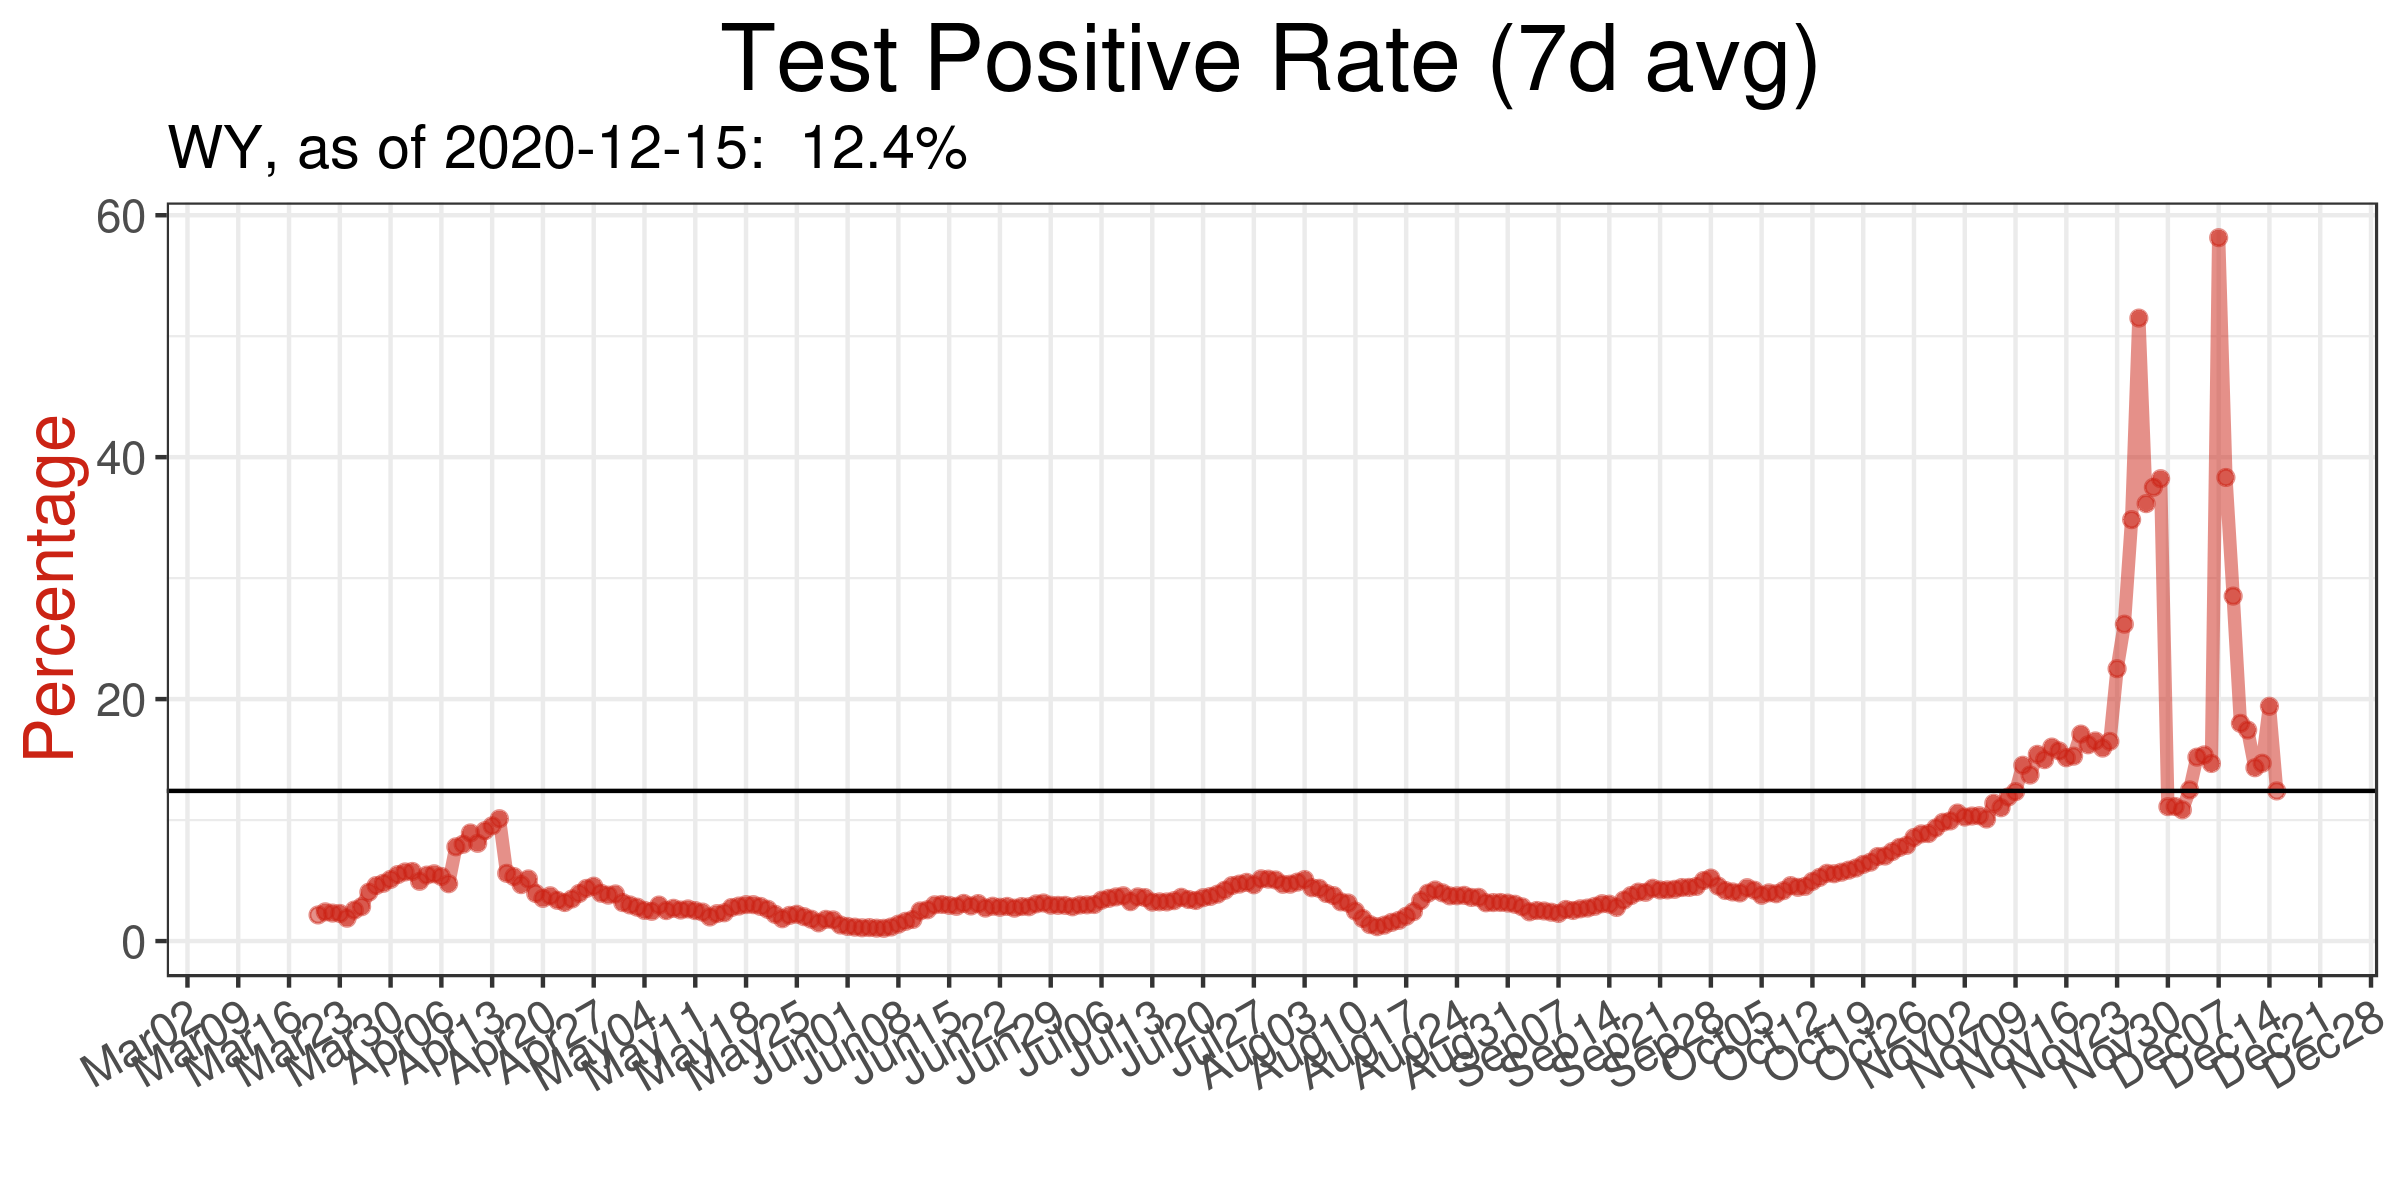 Test Positive Rate (7d avg)
WY, as of 2020-12-15:  12.4%
Percentage
60
40
20
0
Mar02
Mar09
Mar16
Mar23
Mar30
Apr06
Apr13
Apr20
Apr27
May04
May11
May18
May25
Jun01
Jun08
Jun15
Jun22
Jun29
Jul06
Jul13
Jul20
Jul27
Aug03
Aug10
Aug17
Aug24
Aug31
Sep07
Sep14
Sep21
Sep28
Oct05
Oct12
Oct19
Oct26
Nov02
Nov09
Nov16
Nov23
Nov30
Dec07
Dec14
Dec21
Dec28